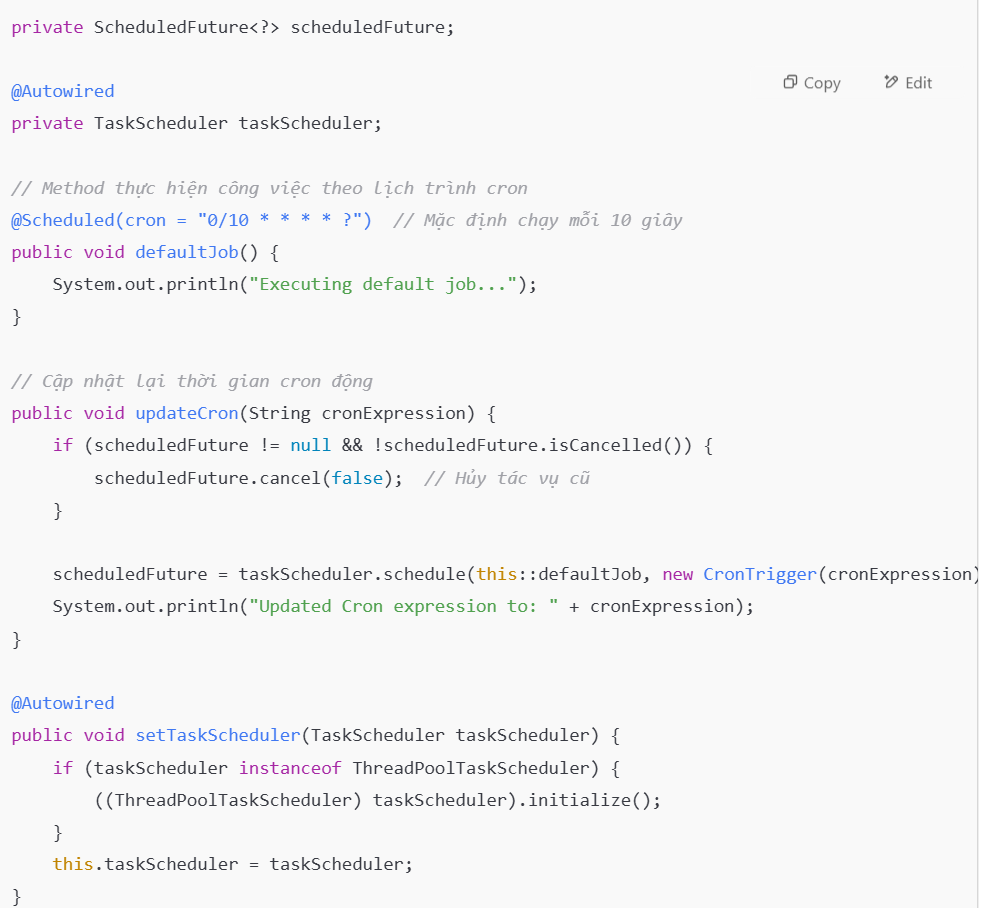 private ScheduledFuture<?> scheduledFuture;
Copy Edit
@Autowired
private TaskScheduler taskScheduler;
// Method thực hiện công việc theo lịch trình cron
@Scheduled(cron = "0/10 * * * * ?")  // Mặc định chạy mỗi 10 giây
public void defaultJob() {
    System.out.println("Executing default job...");
}
// Cập nhật lại thời gian cron động
public void updateCron(String cronExpression) {
    if (scheduledFuture != null && !scheduledFuture.isCancelled()) {
        scheduledFuture.cancel(false);  // Hủy tác vụ cũ
    }
    scheduledFuture = taskScheduler.schedule(this::defaultJob, new CronTrigger(cronExpression)
    System.out.println("Updated Cron expression to: " + cronExpression);
}
@Autowired
public void setTaskScheduler(TaskScheduler taskScheduler) {
    if (taskScheduler instanceof ThreadPoolTaskScheduler) {
        ((ThreadPoolTaskScheduler) taskScheduler).initialize();
    }
    this.taskScheduler = taskScheduler;
}